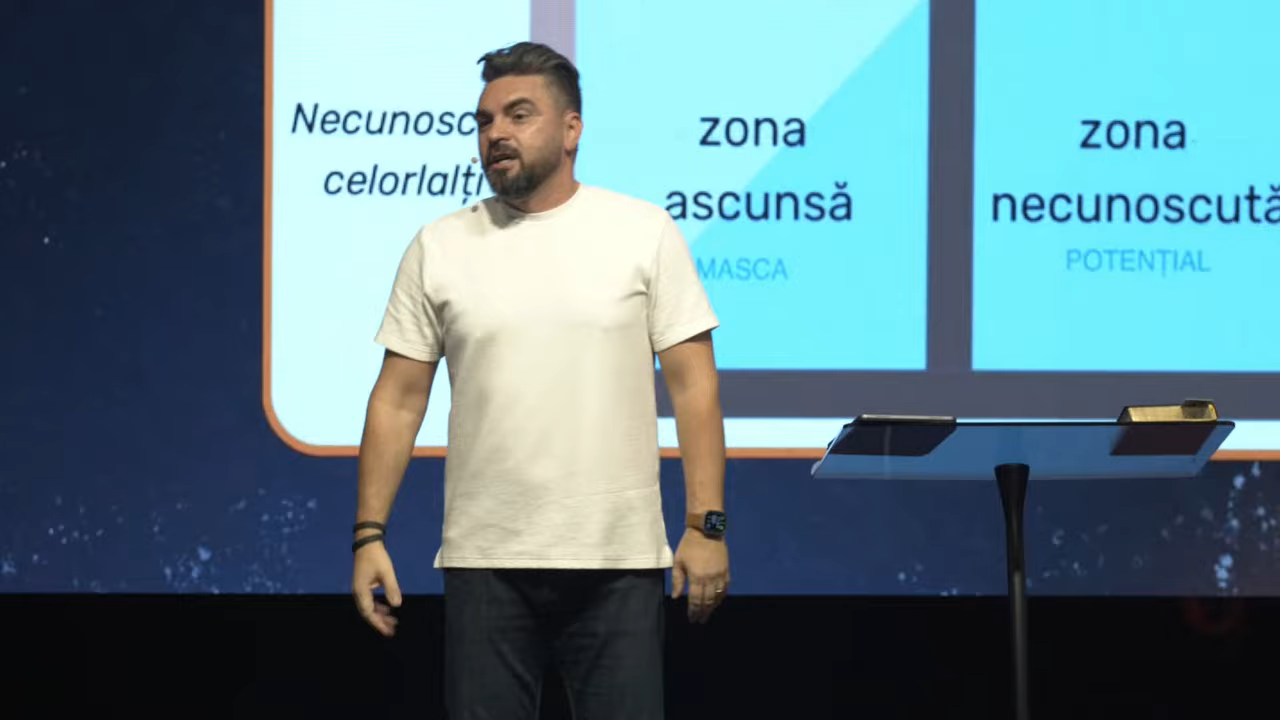 Necunosc
celorlalți
zona
ascunsă
MASCA
zona
necunoscută
POTENȚIAL